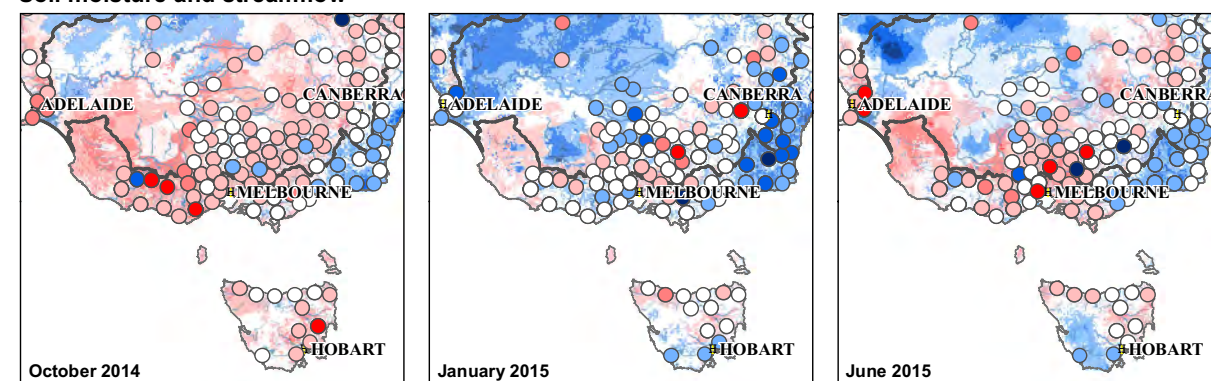 Soil moisture and streamflow
ADELAIDE
CANBERRA
MELBOURNE
HOBART
October 2014
ADELAIDE
CANBERRA
MELBOURNE
HOBART
January 2015
ADELAIDE
CANBERRA
MELBOURNE
HOBART
June 2015